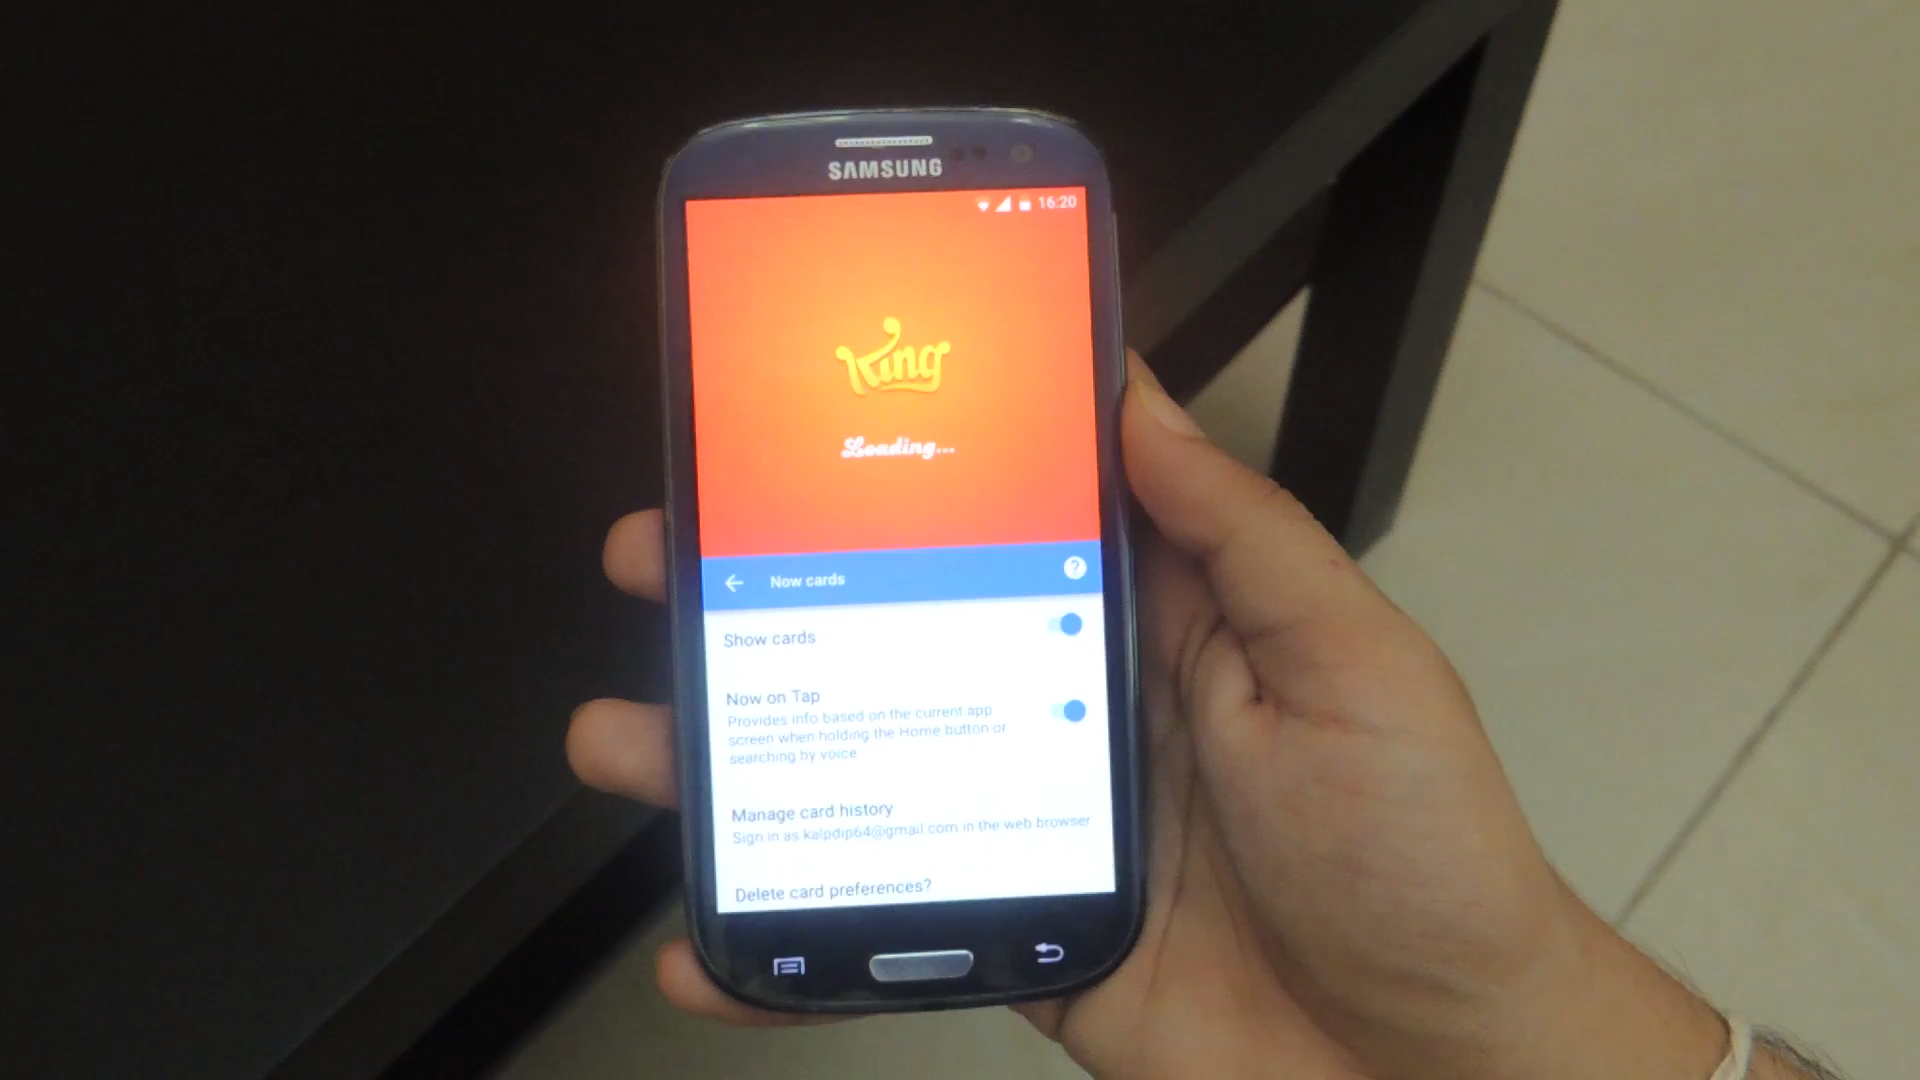 SAMSUNG
16:20
King
Loading...
Now cards
?
Show cards
Now on Tap
Provides info based on the current app
screen when holding the Home button or
searching by voice
Manage card history
Sign in as kalpdip64@gmail.com in the web browser
Delete card preferences?